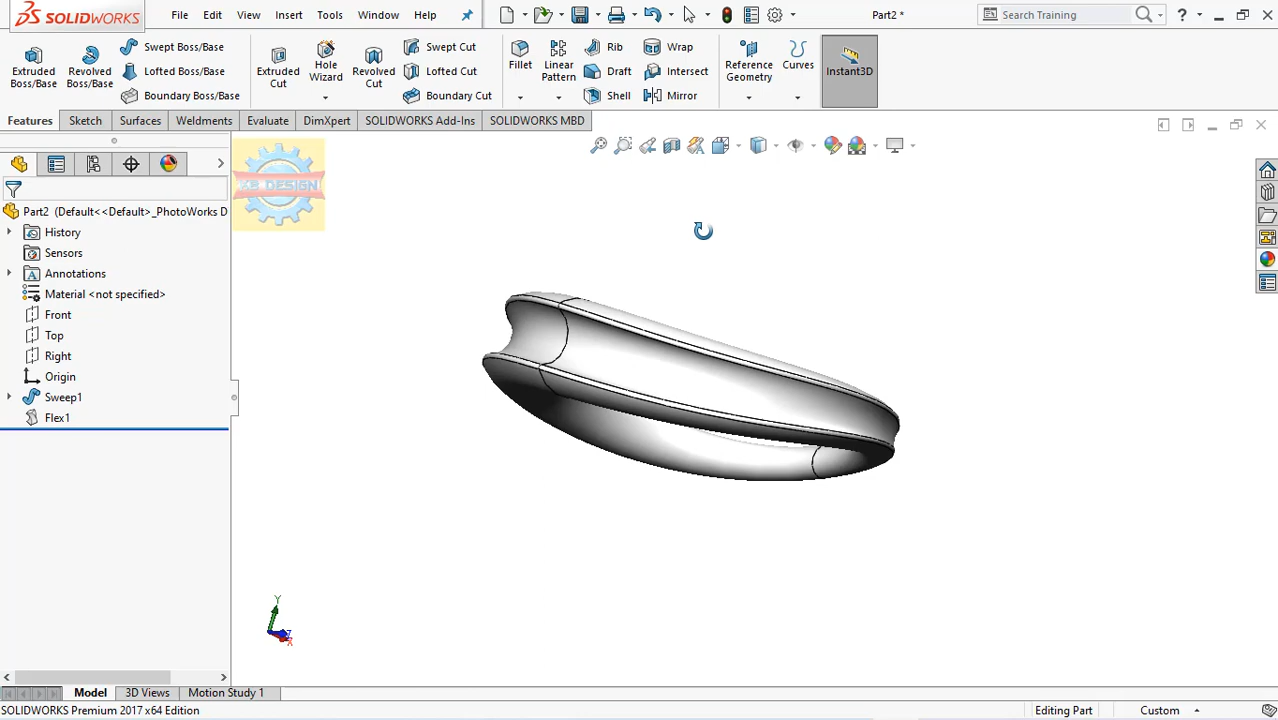 SOLIDWORKS File Edit View Insert Tools Window Help Part2 * Search Training
Extruded Boss/Base
Revolved Boss/Base
Swept Boss/Base
Lofted Boss/Base
Boundary Boss/Base
Extruded Cut
Hole Wizard
Revolved Cut
Swept Cut
Lofted Cut
Boundary Cut
Fillet
Linear Pattern
Rib
Draft
Shell
Wrap
Intersect
Mirror
Reference Geometry
Curves
Instant3D
Features Sketch Surfaces Weldments Evaluate DimXpert SOLIDWORKS Add-Ins SOLIDWORKS MBD
Part2 (Default<<Default>_PhotoWorks D
History
Sensors
Annotations
Material <not specified>
Front
Top
Right
Origin
Sweep1
Flex1
Y
Z
X
Model 3D Views Motion Study 1
SOLIDWORKS Premium 2017 x64 Edition Editing Part Custom